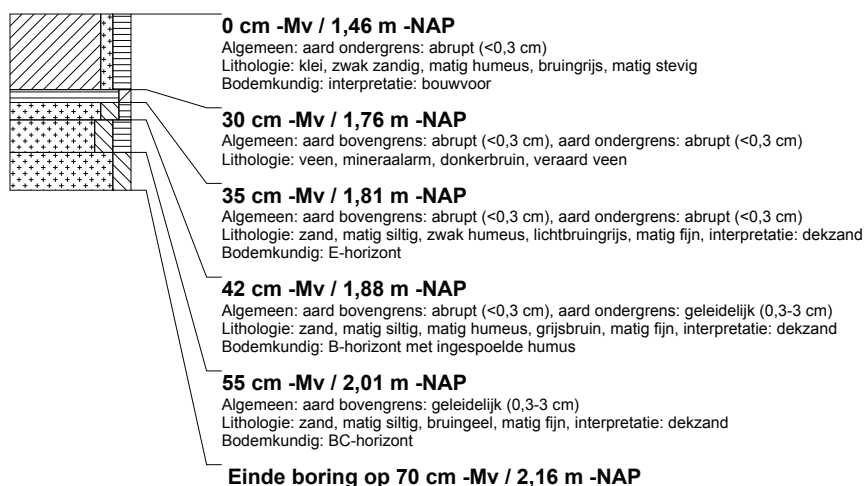 0 cm -Mv / 1,46 m -NAP
Algemeen: aard ondergrens: abrupt (<0,3 cm)
Lithologie: klei, zwak zandig, matig humeus, bruingrijs, matig stevig
Bodemkundig: interpretatie: bouwvoor
30 cm -Mv / 1,76 m -NAP
Algemeen: aard bovengrens: abrupt (<0,3 cm), aard ondergrens: abrupt (<0,3 cm)
Lithologie: veen, mineraalarm, donkerbruin, veraard veen
35 cm -Mv / 1,81 m -NAP
Algemeen: aard bovengrens: abrupt (<0,3 cm), aard ondergrens: abrupt (<0,3 cm)
Lithologie: zand, matig siltig, zwak humeus, lichtbruingrijs, matig fijn, interpretatie: dekzand
Bodemkundig: E-horizont
42 cm -Mv / 1,88 m -NAP
Algemeen: aard bovengrens: abrupt (<0,3 cm), aard ondergrens: geleidelijk (0,3-3 cm)
Lithologie: zand, matig siltig, matig humeus, grijsbruin, matig fijn, interpretatie: dekzand
Bodemkundig: B-horizont met ingespoelde humus
55 cm -Mv / 2,01 m -NAP
Algemeen: aard bovengrens: geleidelijk (0,3-3 cm)
Lithologie: zand, matig siltig, bruingeel, matig fijn, interpretatie: dekzand
Bodemkundig: BC-horizont
Einde boring op 70 cm -Mv / 2,16 m -NAP